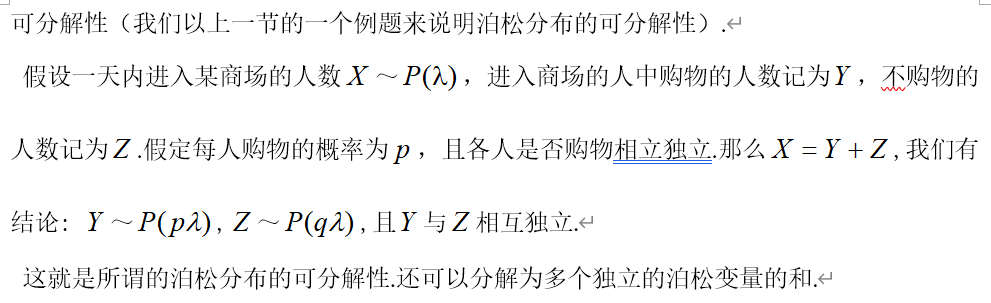 可分解性（我们以上一节的一个例题来说明泊松分布的可分解性）.↵
假设一天内进入某商场的人数 X ～ P(λ)，进入商场的人中购物的人数记为 Y ，不购物的
人数记为 Z .假定每人购物的概率为 p ，且各人是否购物相立独立.那么 X = Y + Z , 我们有
结论： Y ～ P(pλ), Z ～ P(qλ) , 且 Y 与 Z 相互独立.↵
这就是所谓的泊松分布的可分解性.还可以分解为多个独立的泊松变量的和.↵